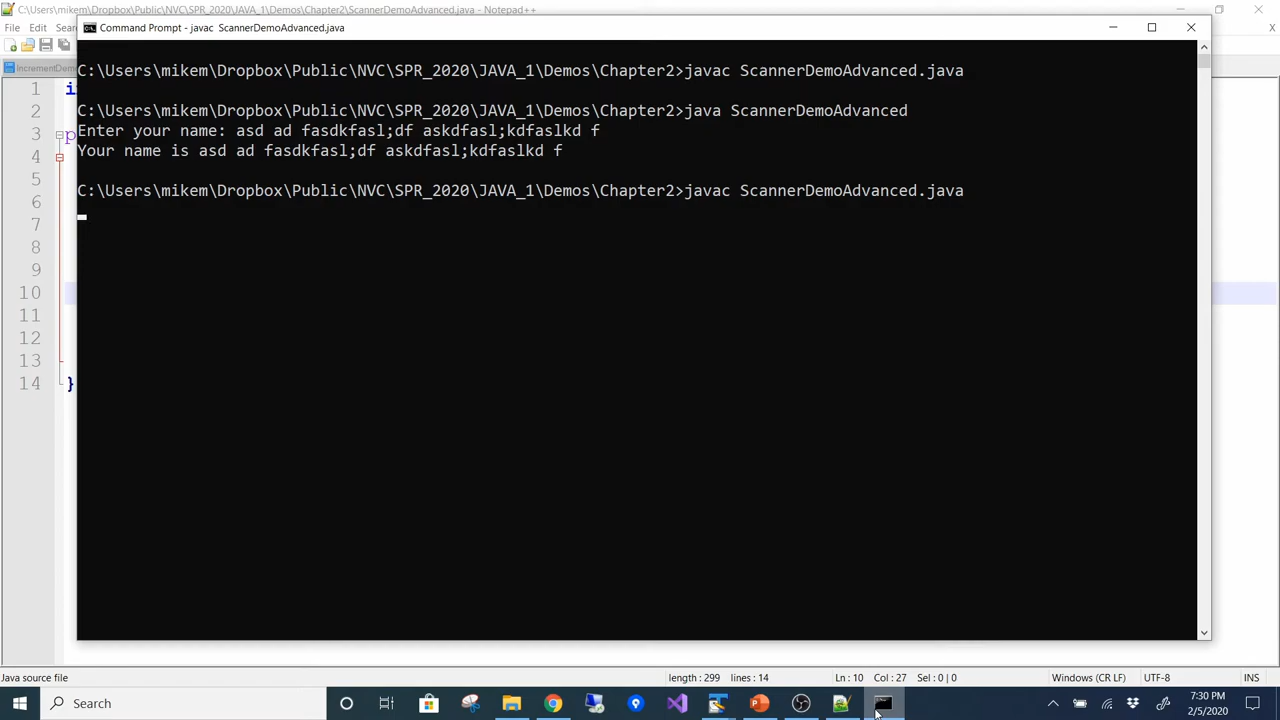 C:\Users\mikem\Dropbox\Public\NVC\SPR_2020\JAVA_1\Demos\Chapter2\ScannerDemoAdvanced.java - Notepad++
Command Prompt - javac  ScannerDemoAdvanced.java
File Edit Sear
X
IncrementDem
C:\Users\mikem\Dropbox\Public\NVC\SPR_2020\JAVA_1\Demos\Chapter2>javac ScannerDemoAdvanced.java
C:\Users\mikem\Dropbox\Public\NVC\SPR_2020\JAVA_1\Demos\Chapter2>java ScannerDemoAdvanced
Enter your name: asd ad fasdkfasl;df askdfasl;kdfaslkd f
Your name is asd ad fasdkfasl;df askdfasl;kdfaslkd f
C:\Users\mikem\Dropbox\Public\NVC\SPR_2020\JAVA_1\Demos\Chapter2>javac ScannerDemoAdvanced.java
1 i
2
3 p
4
5
6
7
8
9
10
11
12
13
14 }
Java source file length : 299 lines : 14 Ln : 10 Col : 27 Sel : 0 | 0 Windows (CR LF) UTF-8 INS
Search
7:30 PM
2/5/2020